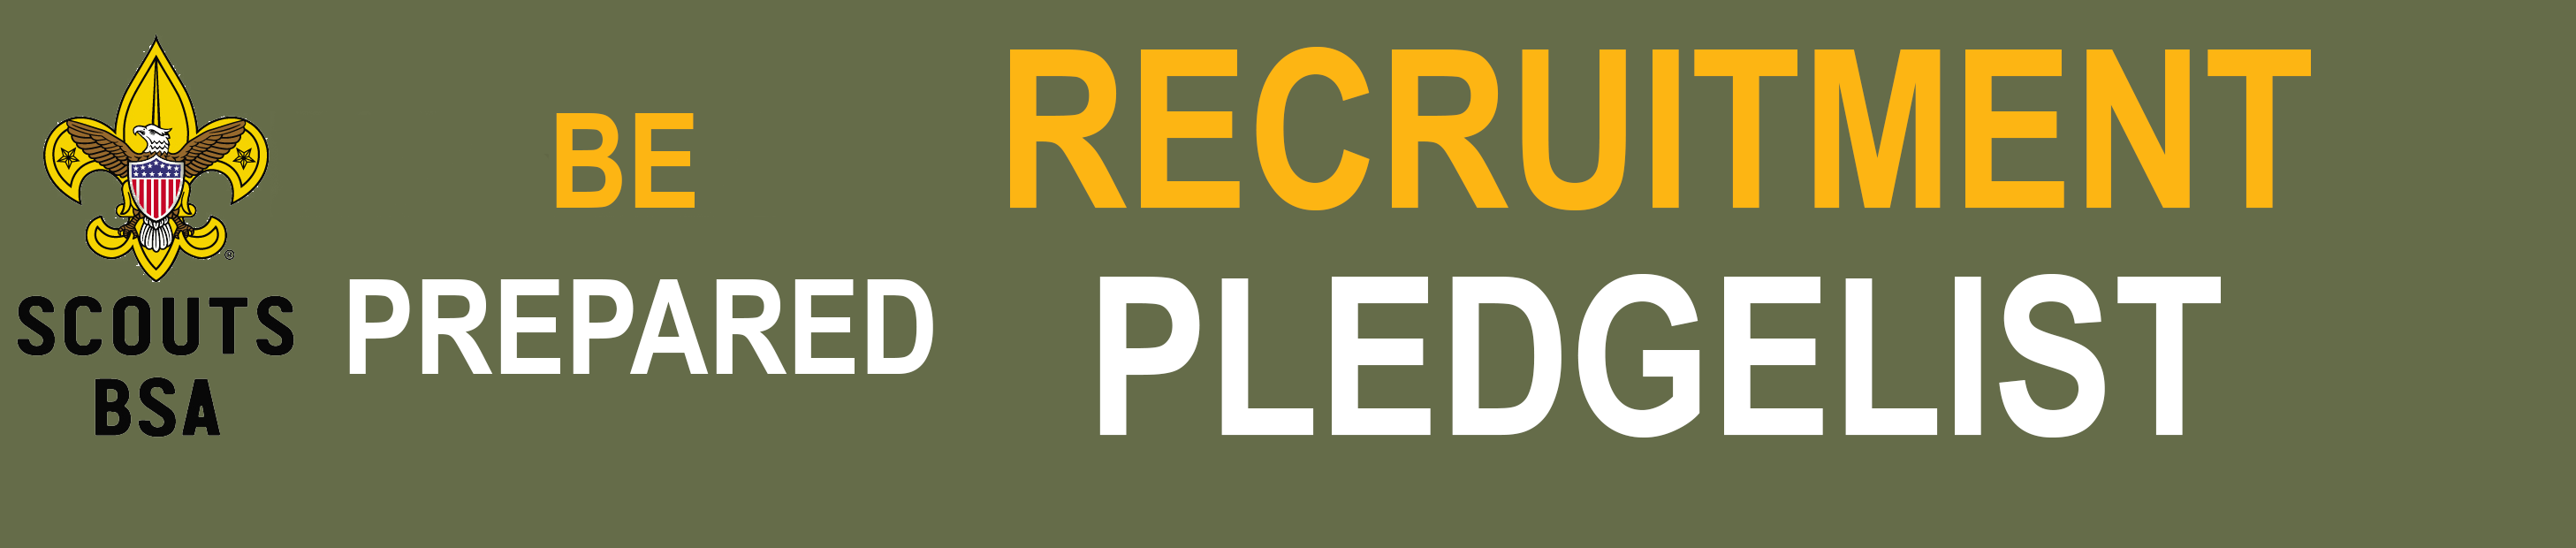 SCOUTS
BSA
BE
PREPARED
RECRUITMENT
PLEDGELIST